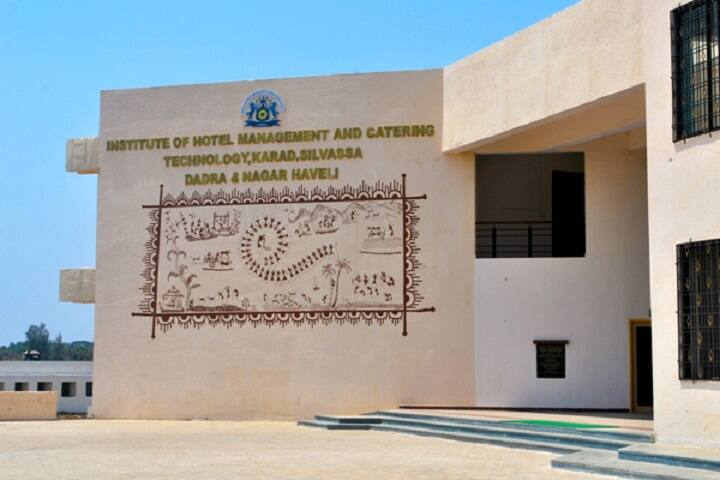 INSTITUTE OF HOTEL MANAGEMENT AND CATERING
TECHNOLOGY,KARAD,SILVASSA
DADRA & NAGAR HAVELI